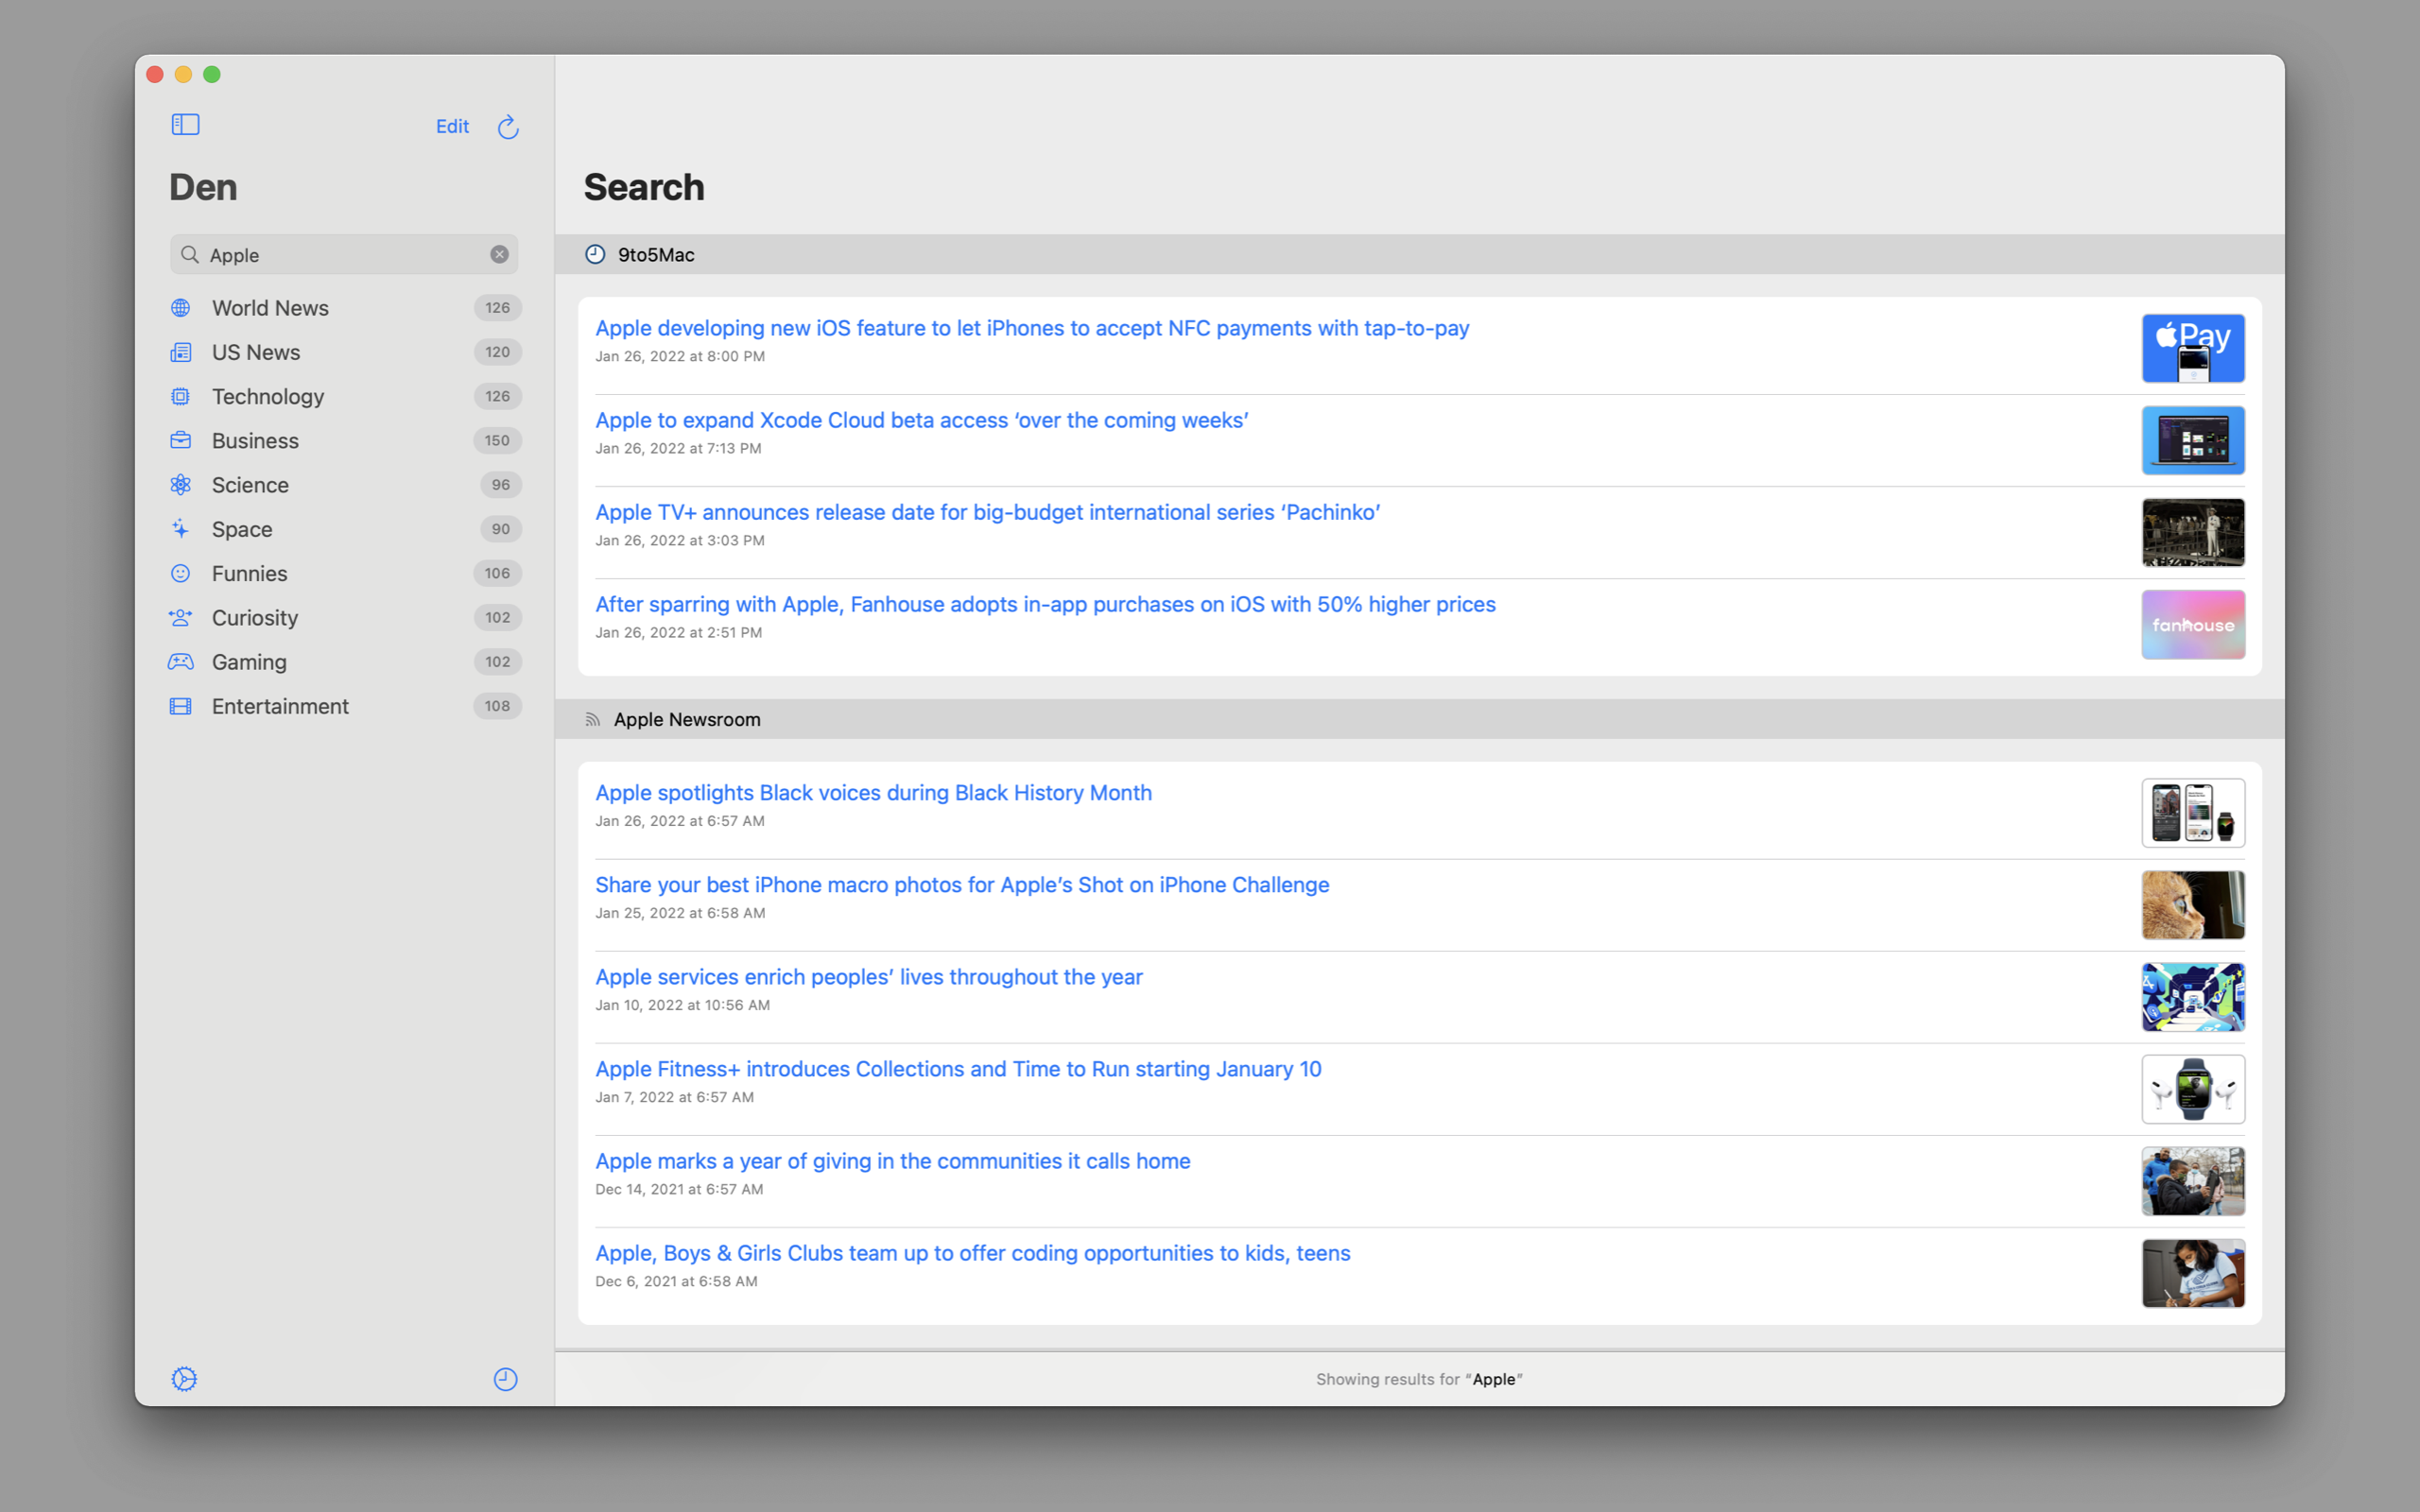 Edit
Den
Apple
World News 126
US News 120
Technology 126
Business 150
Science 96
Space 90
Funnies 106
Curiosity 102
Gaming 102
Entertainment 108
Search
9to5Mac
Apple developing new iOS feature to let iPhones to accept NFC payments with tap-to-pay
Jan 26, 2022 at 8:00 PM
Pay
Apple to expand Xcode Cloud beta access ‘over the coming weeks’
Jan 26, 2022 at 7:13 PM
Apple TV+ announces release date for big-budget international series ‘Pachinko’
Jan 26, 2022 at 3:03 PM
After sparring with Apple, Fanhouse adopts in-app purchases on iOS with 50% higher prices
Jan 26, 2022 at 2:51 PM
fanhouse
Apple Newsroom
Apple spotlights Black voices during Black History Month
Jan 26, 2022 at 6:57 AM
Share your best iPhone macro photos for Apple’s Shot on iPhone Challenge
Jan 25, 2022 at 6:58 AM
Apple services enrich peoples’ lives throughout the year
Jan 10, 2022 at 10:56 AM
Apple Fitness+ introduces Collections and Time to Run starting January 10
Jan 7, 2022 at 6:57 AM
Apple marks a year of giving in the communities it calls home
Dec 14, 2021 at 6:57 AM
Apple, Boys & Girls Clubs team up to offer coding opportunities to kids, teens
Dec 6, 2021 at 6:58 AM
Showing results for “Apple”